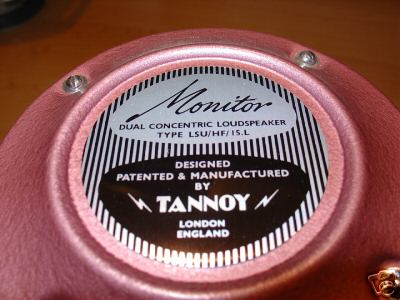 Monitor
DUAL CONCENTRIC LOUDSPEAKER
TYPE LSU/HF/15.L
DESIGNED
PATENTED & MANUFACTURED
BY
TANNOY
LONDON
ENGLAND